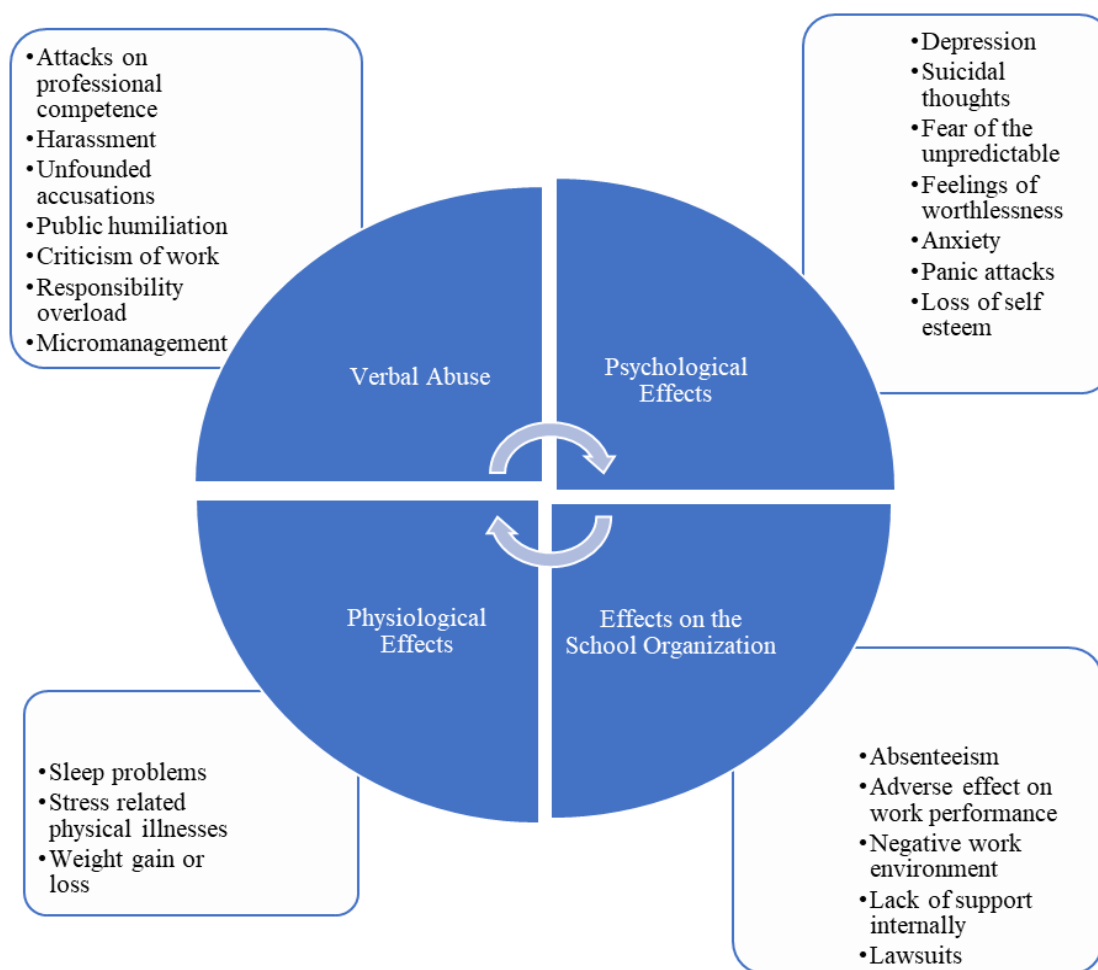 •Attacks on
professional
competence
•Harassment
•Unfounded
accusations
•Public humiliation
•Criticism of work
•Responsibility
overload
•Micromanagement
•Depression
•Suicidal
thoughts
•Fear of the
unpredictable
•Feelings of
worthlessness
•Anxiety
•Panic attacks
•Loss of self
esteem
Verbal Abuse
Psychological
Effects
Physiological
Effects
Effects on the
School Organization
•Sleep problems
•Stress related
physical illnesses
•Weight gain or
loss
•Absenteeism
•Adverse effect on
work performance
•Negative work
environment
•Lack of support
internally
•Lawsuits